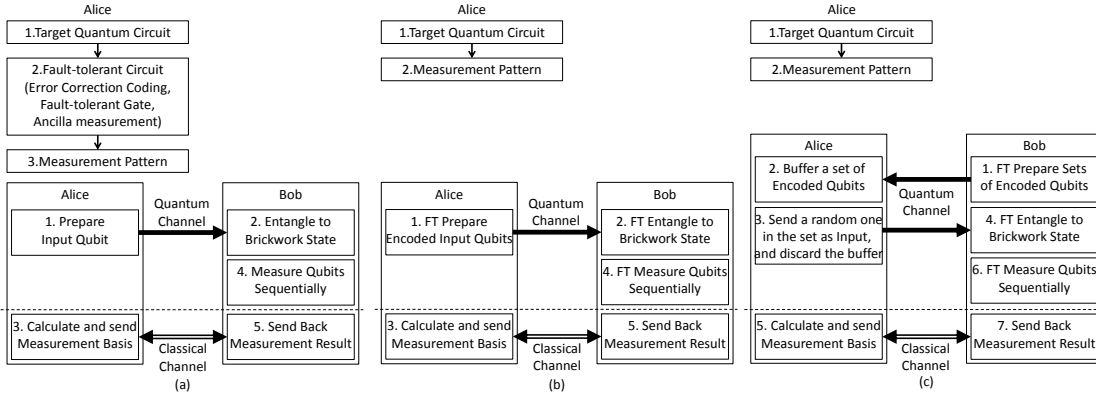 Alice
1.Target Quantum Circuit
2.Fault-tolerant Circuit
(Error Correction Coding,
Fault-tolerant Gate,
Ancilla measurement)
3.Measurement Pattern
Alice
1. Prepare
Input Qubit
3. Calculate and send
Measurement Basis
Quantum
Channel
Classical
Channel
Bob
2. Entangle to
Brickwork State
4. Measure Qubits
Sequentially
5. Send Back
Measurement Result
(a)
Alice
1.Target Quantum Circuit
2.Measurement Pattern
Alice
1. FT Prepare
Encoded Input Qubits
3. Calculate and send
Measurement Basis
Quantum
Channel
Classical
Channel
Bob
2. FT Entangle to
Brickwork State
4. FT Measure Qubits
Sequentially
5. Send Back
Measurement Result
(b)
Alice
1.Target Quantum Circuit
2.Measurement Pattern
Alice
2. Buffer a set of
Encoded Qubits
3. Send a random one
in the set as Input,
and discard the buffer
5. Calculate and send
Measurement Basis
Quantum
Channel
Classical
Channel
Bob
1. FT Prepare Sets
of Encoded Qubits
4. FT Entangle to
Brickwork State
6. FT Measure Qubits
Sequentially
7. Send Back
Measurement Result
(c)